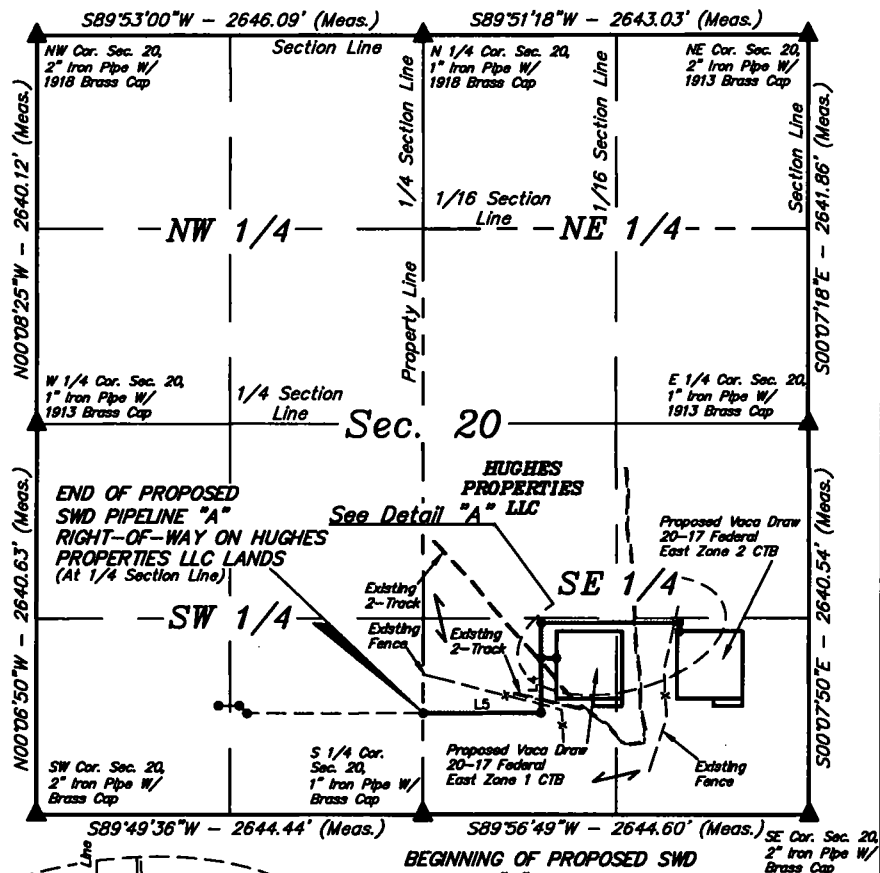 S89°53'00"W - 2646.09' (Meas.)
S89°51'18"W - 2643.03' (Meas.)
NW Cor. Sec. 20,
2" Iron Pipe W/
1918 Brass Cap
Section Line
N 1/4 Cor. Sec. 20,
1" Iron Pipe W/
1918 Brass Cap
NE Cor. Sec. 20,
2" Iron Pipe W/
1913 Brass Cap
N00°08'25"W - 2640.12' (Meas.)
1/4 Section Line
1/16 Section Line
Section Line
S00°07'18"E - 2641.86' (Meas.)
1/16 Section
Line
NW 1/4
NE 1/4
Property Line
W 1/4 Cor. Sec. 20,
1" Iron Pipe W/
1913 Brass Cap
1/4 Section
Line
E 1/4 Cor. Sec. 20,
1" Iron Pipe W/
1913 Brass Cap
Sec. 20
N00°06'50"W - 2640.63' (Meas.)
END OF PROPOSED
SWD PIPELINE "A"
RIGHT-OF-WAY ON HUGHES
PROPERTIES LLC LANDS
(At 1/4 Section Line)
See Detail "A"
HUGHES
PROPERTIES
LLC
Proposed Vaca Draw
20-17 Federal
East Zone 2 CTB
S00°07'50"E - 2640.54' (Meas.)
Existing
2-Track
SW 1/4
SE 1/4
Existing
Fence
Existing
2-Track
L5
S 1/4 Cor.
Sec. 20,
1" Iron Pipe W/
Brass Cap
Proposed Vaca Draw
20-17 Federal
East Zone 1 CTB
Existing
Fence
SW Cor. Sec. 20,
2" Iron Pipe W/
Brass Cap
S89°49'36"W - 2644.44' (Meas.)
S89°56'49"W - 2644.60' (Meas.)
SE Cor. Sec. 20,
2" Iron Pipe W/
Brass Cap
Line
BEGINNING OF PROPOSED SWD